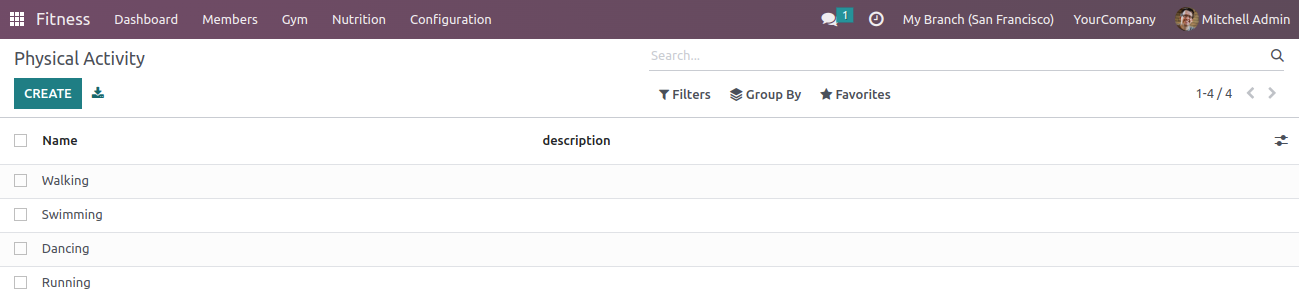 Fitness Dashboard Members Gym Nutrition Configuration 1 My Branch (San Francisco) YourCompany Mitchell Admin
Physical Activity Search...
CREATE Filters Group By Favorites 1-4 / 4
Name description
Walking
Swimming
Dancing
Running